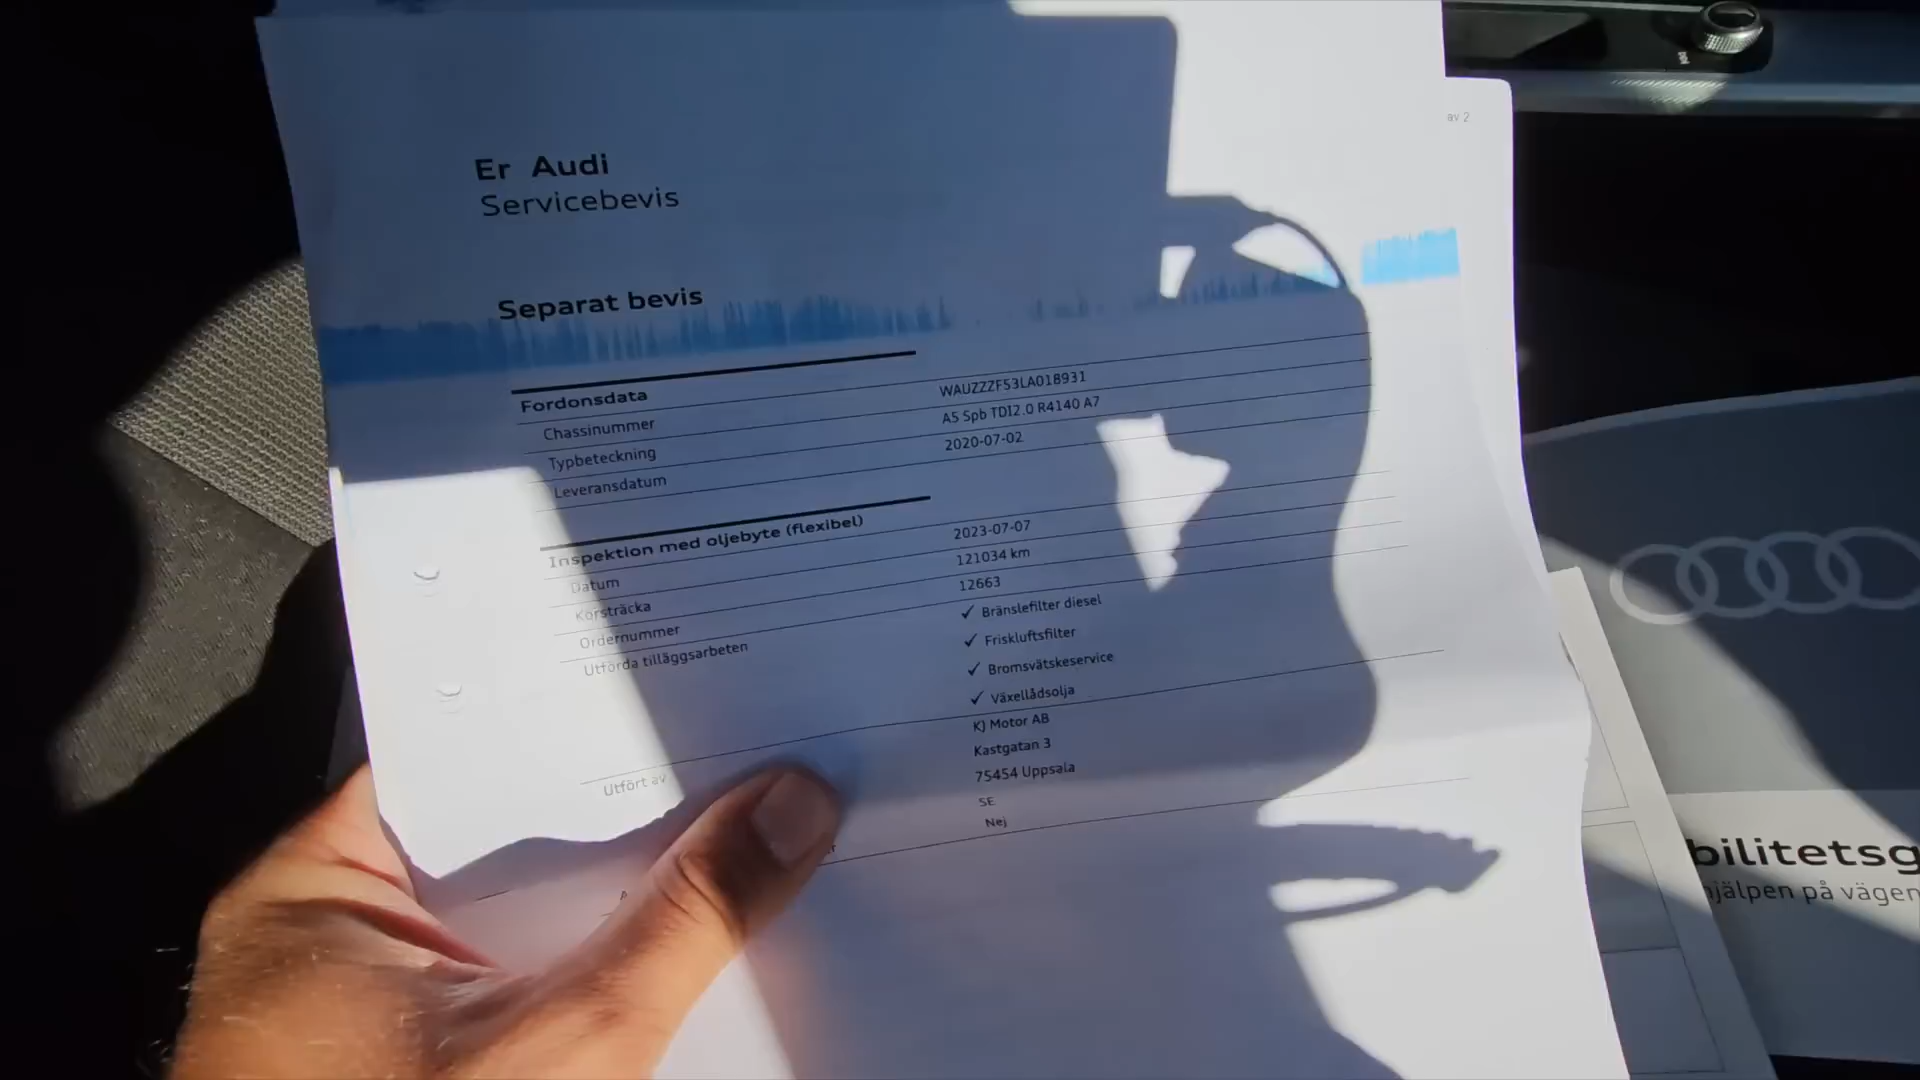 av 2
Er Audi
Servicebevis
Separat bevis
Fordonsdata
Chassinummer WAUZZZF53LA018931
Typbeteckning A5 Spb TDI2.0 R4140 A7
Leveransdatum 2020-07-02
Inspektion med oljebyte (flexibel)
Datum 2023-07-07
Körsträcka 121034 km
Ordernummer 12663
Utförda tilläggsarbeten ✓ Bränslefilter diesel
✓ Friskluftsfilter
✓ Bromsvätskeservice
✓ Växellådsolja
Utfört av KJ Motor AB
Kastgatan 3
75454 Uppsala
SE
Nej
bilitetsg
hjälpen på vägen